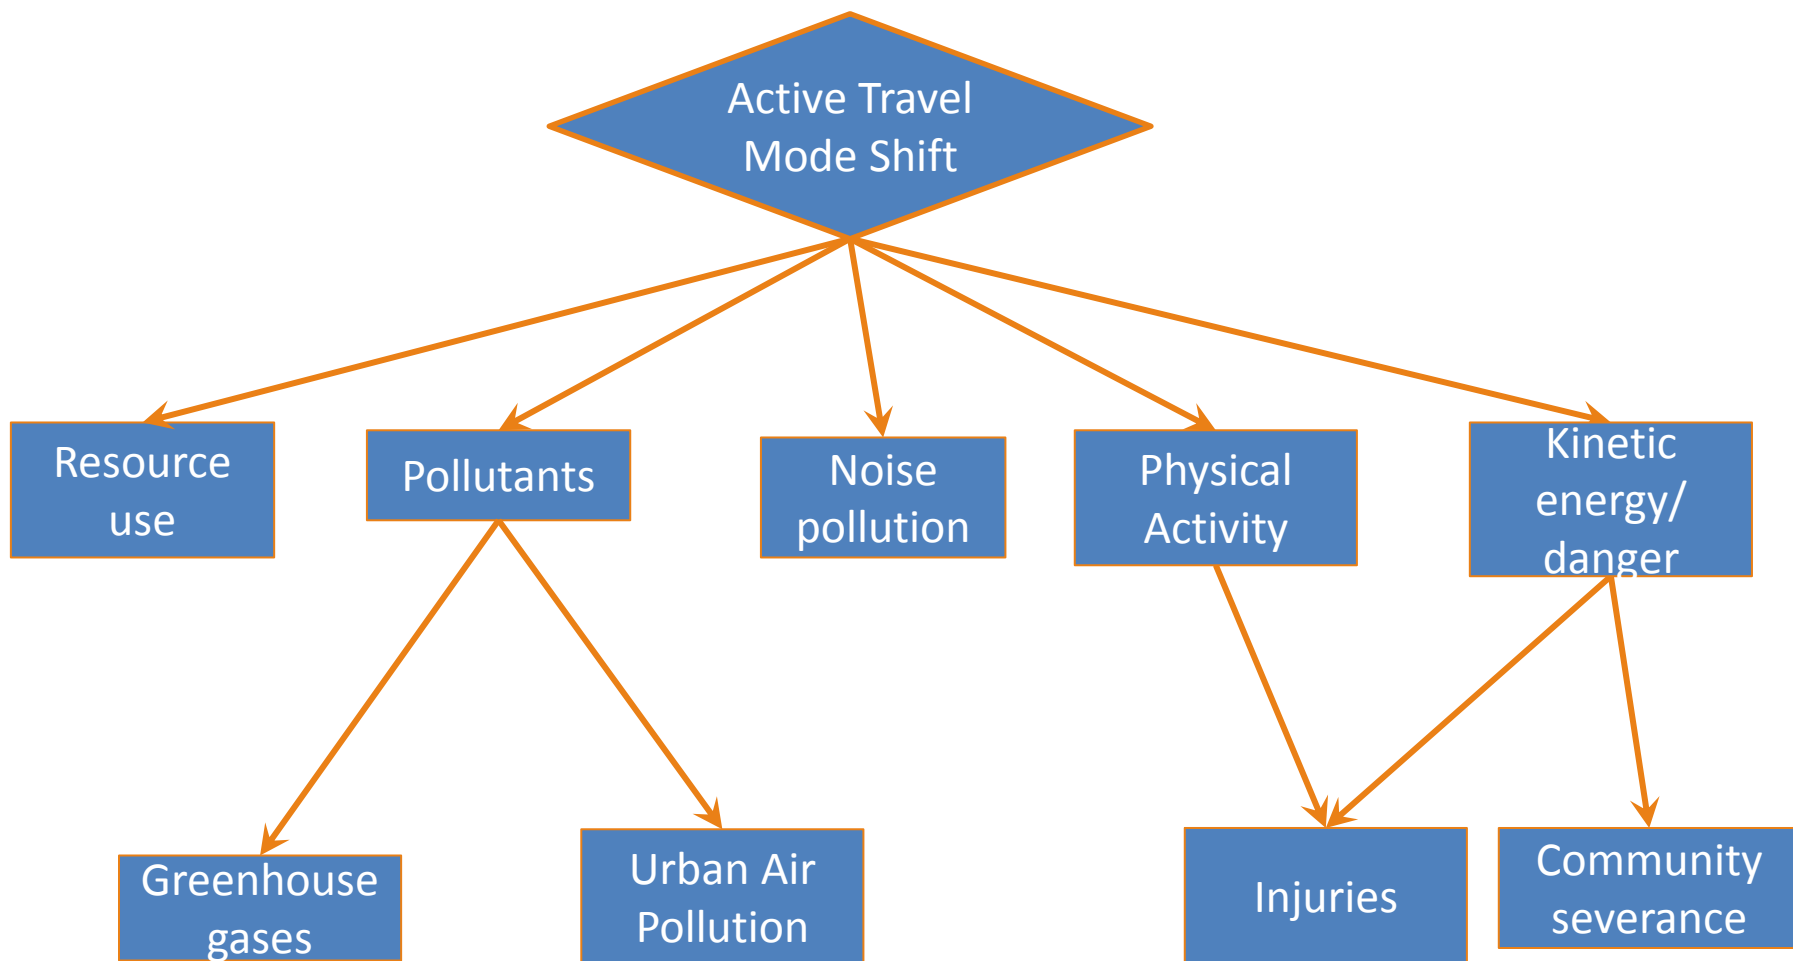 Active Travel
Mode Shift
Resource
use
Pollutants
Noise
pollution
Physical
Activity
Kinetic
energy/
danger
Greenhouse
gases
Urban Air
Pollution
Injuries
Community
severance